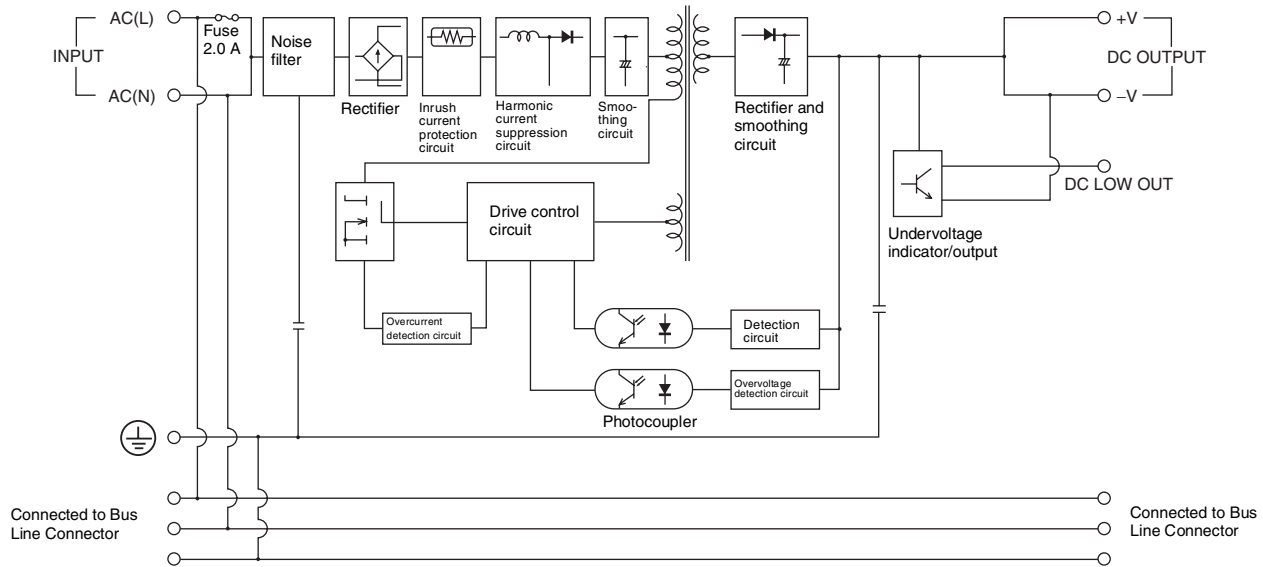 AC(L)
INPUT
AC(N)
Fuse
2.0 A
Noise
filter
Rectifier
Inrush
current
protection
circuit
Harmonic
current
suppression
circuit
Smoo-
thing
circuit
Rectifier and
smoothing
circuit
+V
DC OUTPUT
–V
DC LOW OUT
Undervoltage
indicator/output
Drive control
circuit
Overcurrent
detection circuit
Detection
circuit
Overvoltage
detection circuit
Photocoupler
Connected to Bus
Line Connector
Connected to Bus
Line Connector